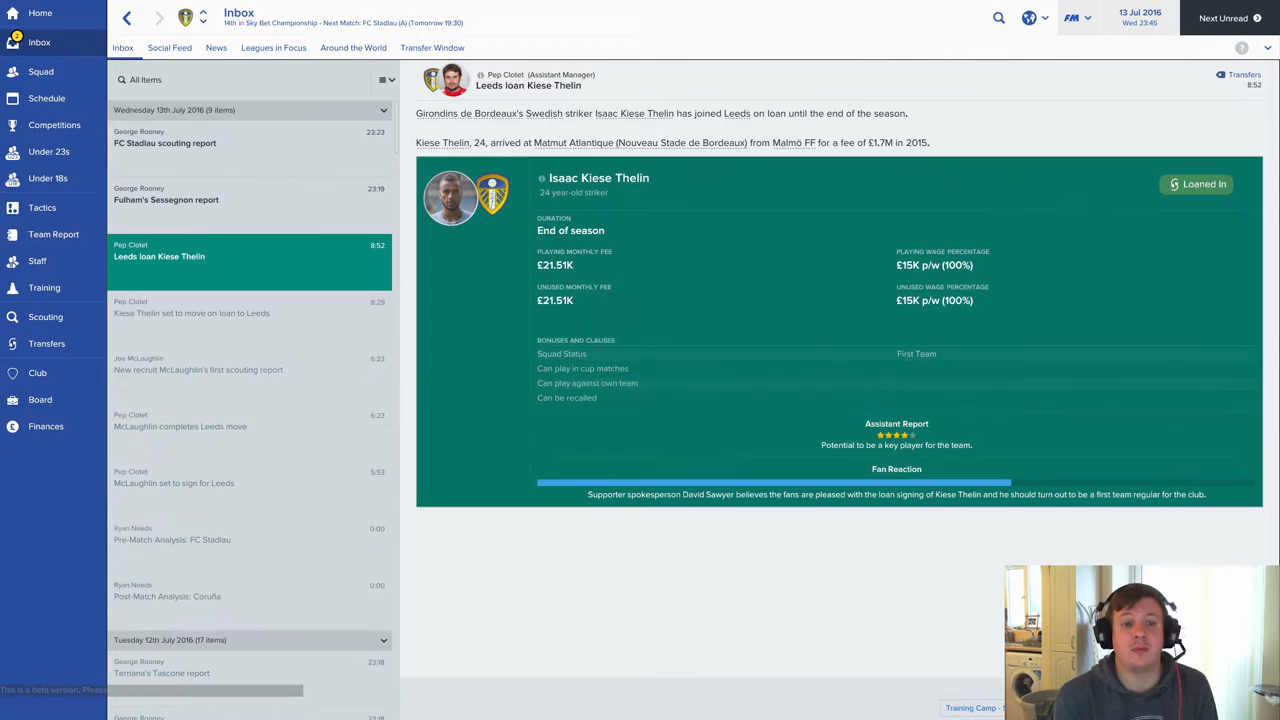 Home
Inbox
2
Squad
Schedule
Competitions
Under 23s
Under 18s
Tactics
Team Report
Staff
Training
Scouting
Transfers
Club
Board
Finances
Inbox
14th in Sky Bet Championship - Next Match: FC Stadlau (A) (Tomorrow 19:30)
FM
13 Jul 2016
Wed 23:45
Next Unread
Inbox
Social Feed
News
Leagues in Focus
Around the World
Transfer Window
?
All Items
Wednesday 13th July 2016 (9 items)
George Rooney 23:23
FC Stadlau scouting report
George Rooney 23:19
Fulham's Sessegnon report
Pep Clotet 8:52
Leeds loan Kiese Thelin
Pep Clotet 8:29
Kiese Thelin set to move on loan to Leeds
Joe McLaughlin 6:23
New recruit McLaughlin's first scouting report
Pep Clotet 6:23
McLaughlin completes Leeds move
Pep Clotet 5:53
McLaughlin set to sign for Leeds
Ryan Needs 0:00
Pre-Match Analysis: FC Stadlau
Ryan Needs 0:00
Post-Match Analysis: Coruña
Tuesday 12th July 2016 (17 items)
George Rooney 23:18
Ternana's Tascone report
George Rooney 23:18
This is a beta version. Please
Pep Clotet (Assistant Manager)
Leeds loan Kiese Thelin
Transfers
8:52
Girondins de Bordeaux's Swedish striker Isaac Kiese Thelin has joined Leeds on loan until the end of the season.
Kiese Thelin, 24, arrived at Matmut Atlantique (Nouveau Stade de Bordeaux) from Malmö FF for a fee of £1.7M in 2015.
Isaac Kiese Thelin
24 year-old striker
Loaned In
DURATION
End of season
PLAYING MONTHLY FEE
£21.51K
PLAYING WAGE PERCENTAGE
£15K p/w (100%)
UNUSED MONTHLY FEE
£21.51K
UNUSED WAGE PERCENTAGE
£15K p/w (100%)
BONUSES AND CLAUSES
Squad Status First Team
Can play in cup matches
Can play against own team
Can be recalled
Assistant Report
Potential to be a key player for the team.
Fan Reaction
Supporter spokesperson David Sawyer believes the fans are pleased with the loan signing of Kiese Thelin and he should turn out to be a first team regular for the club.
Training Camp -